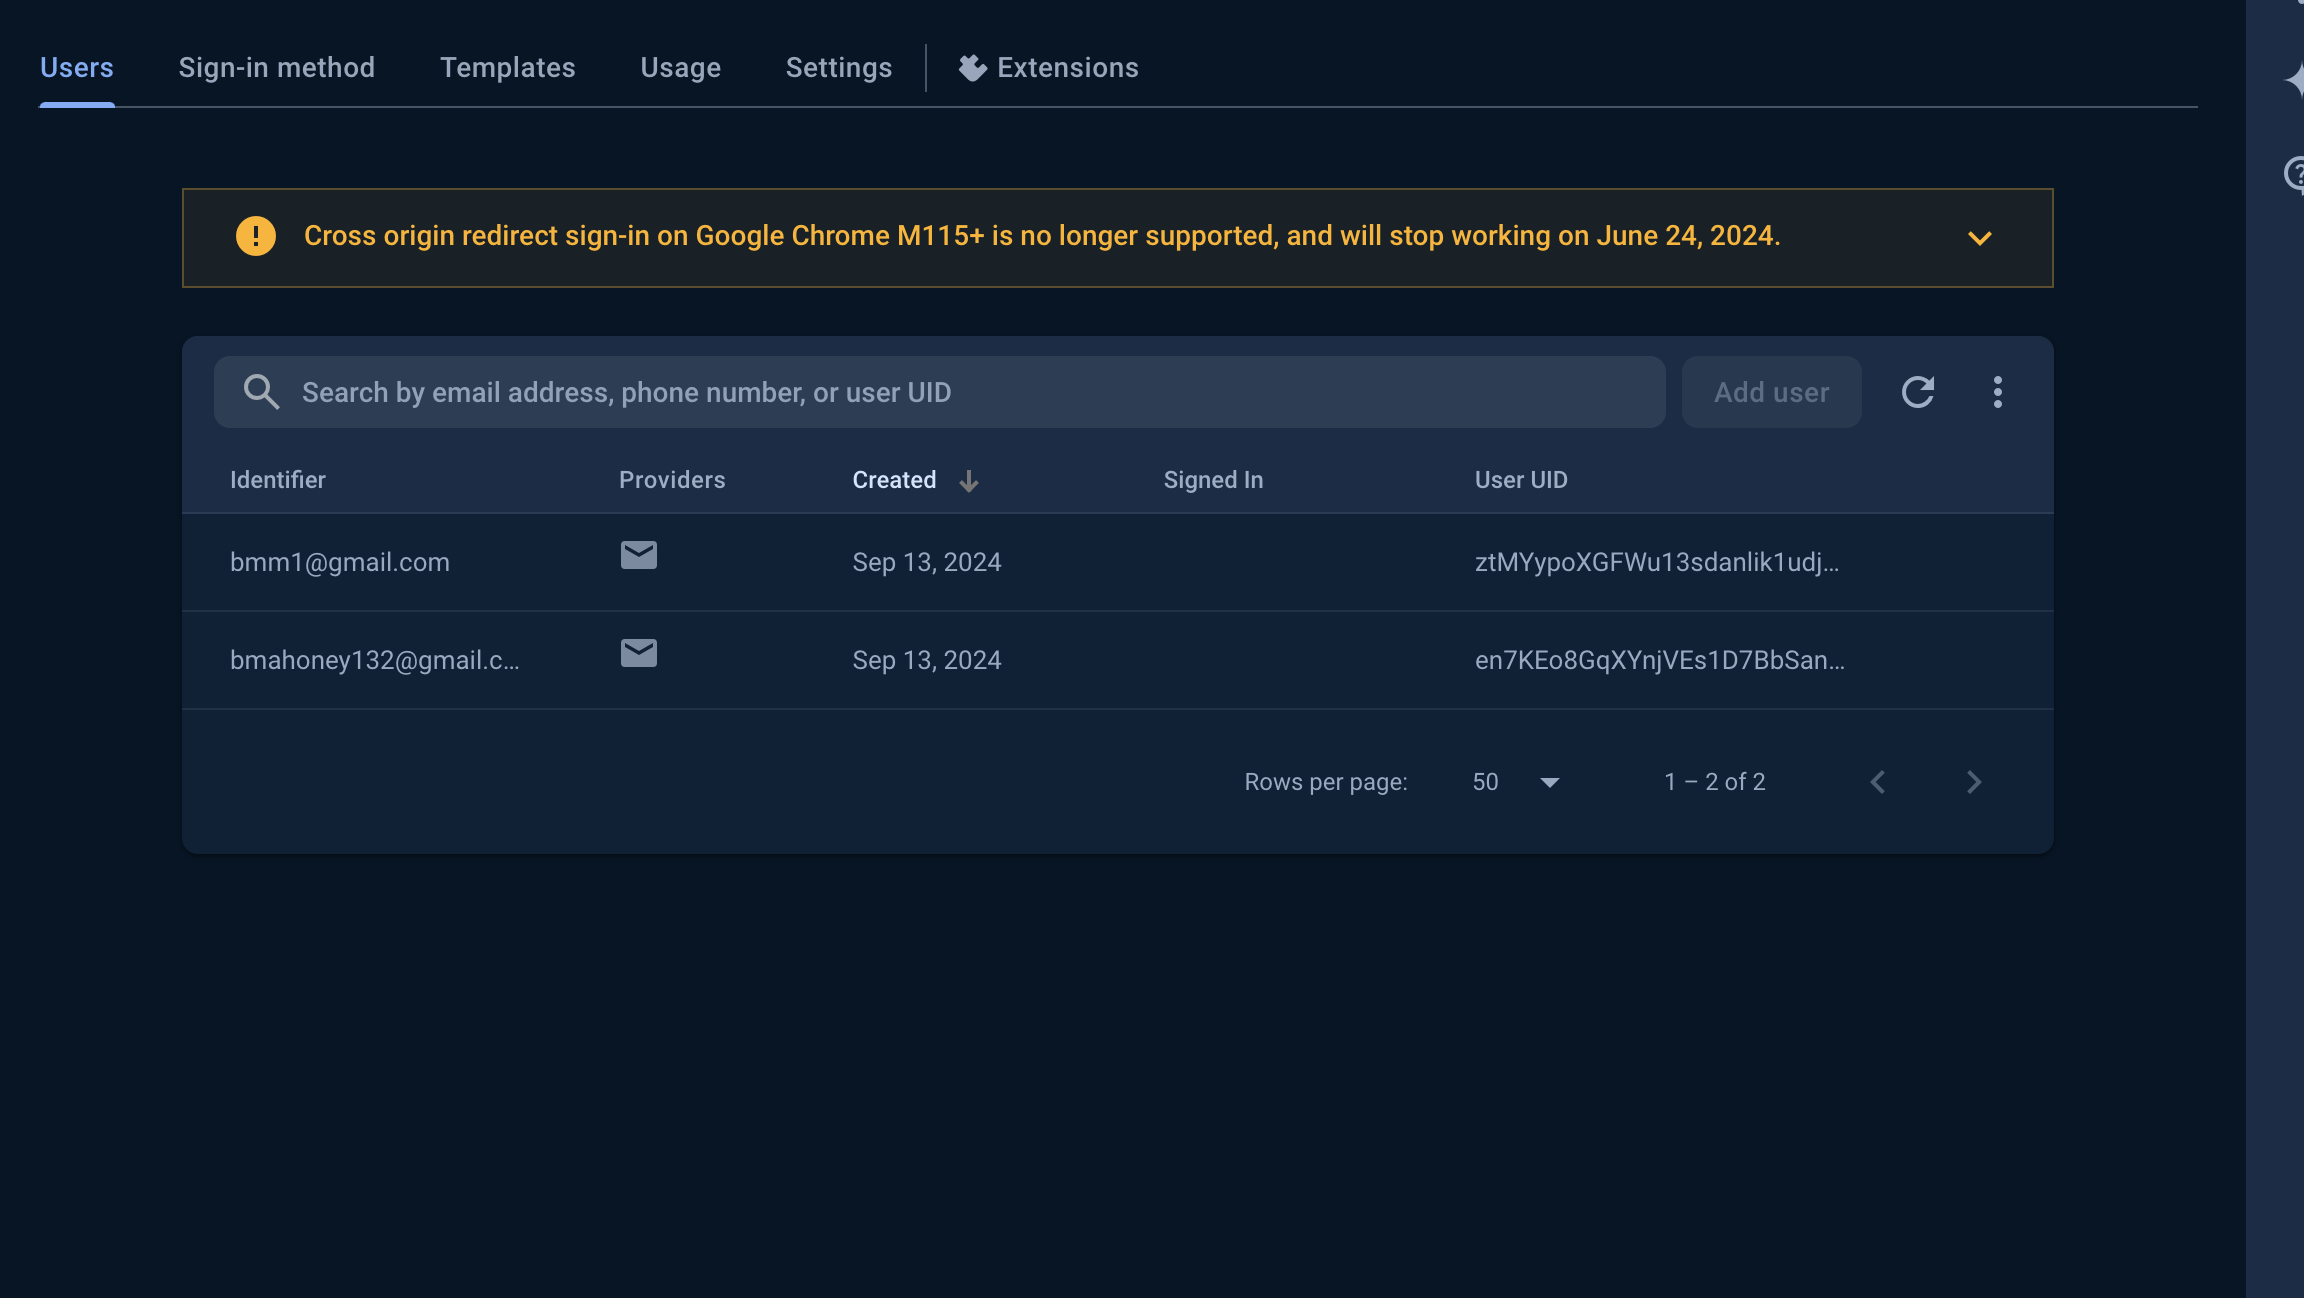 Users Sign-in method Templates Usage Settings Extensions
Cross origin redirect sign-in on Google Chrome M115+ is no longer supported, and will stop working on June 24, 2024.
Search by email address, phone number, or user UID Add user
Identifier Providers Created Signed In User UID
bmm1@gmail.com Sep 13, 2024 ztMYypoXGFWu13sdanlik1udj...
bmahoney132@gmail.c... Sep 13, 2024 en7KEo8GqXYnjVEs1D7BbSan...
Rows per page: 50 1 – 2 of 2